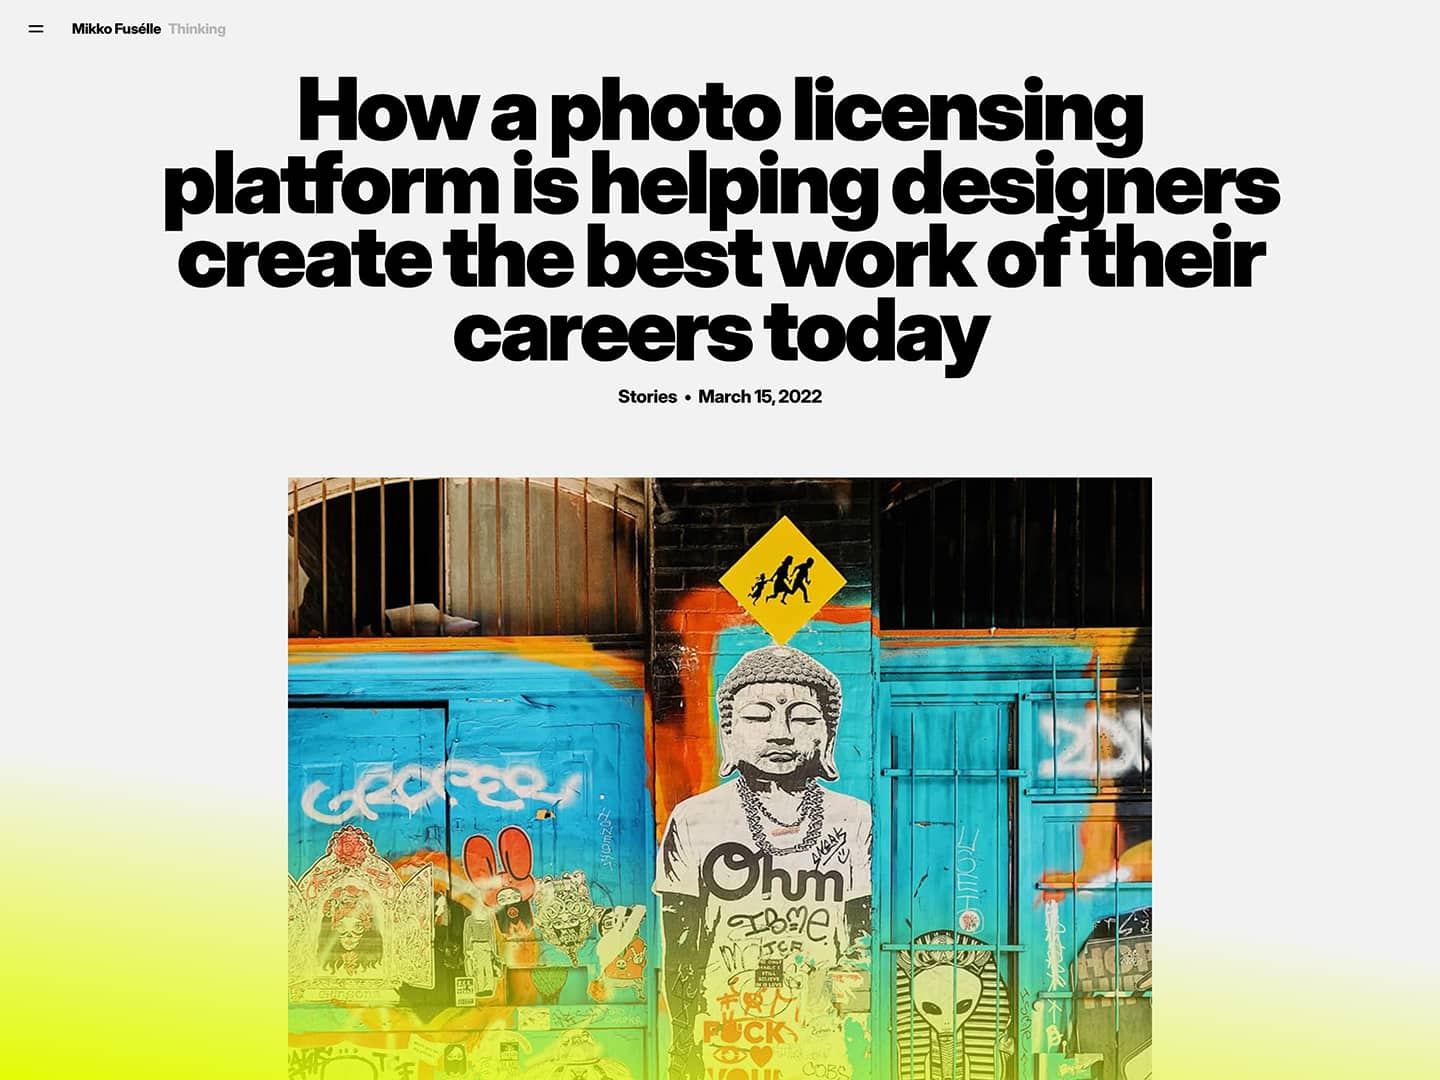 Mikko Fusélle Thinking
How a photo licensing
platform is helping designers
create the best work of their
careers today
Stories • March 15, 2022
Ohm